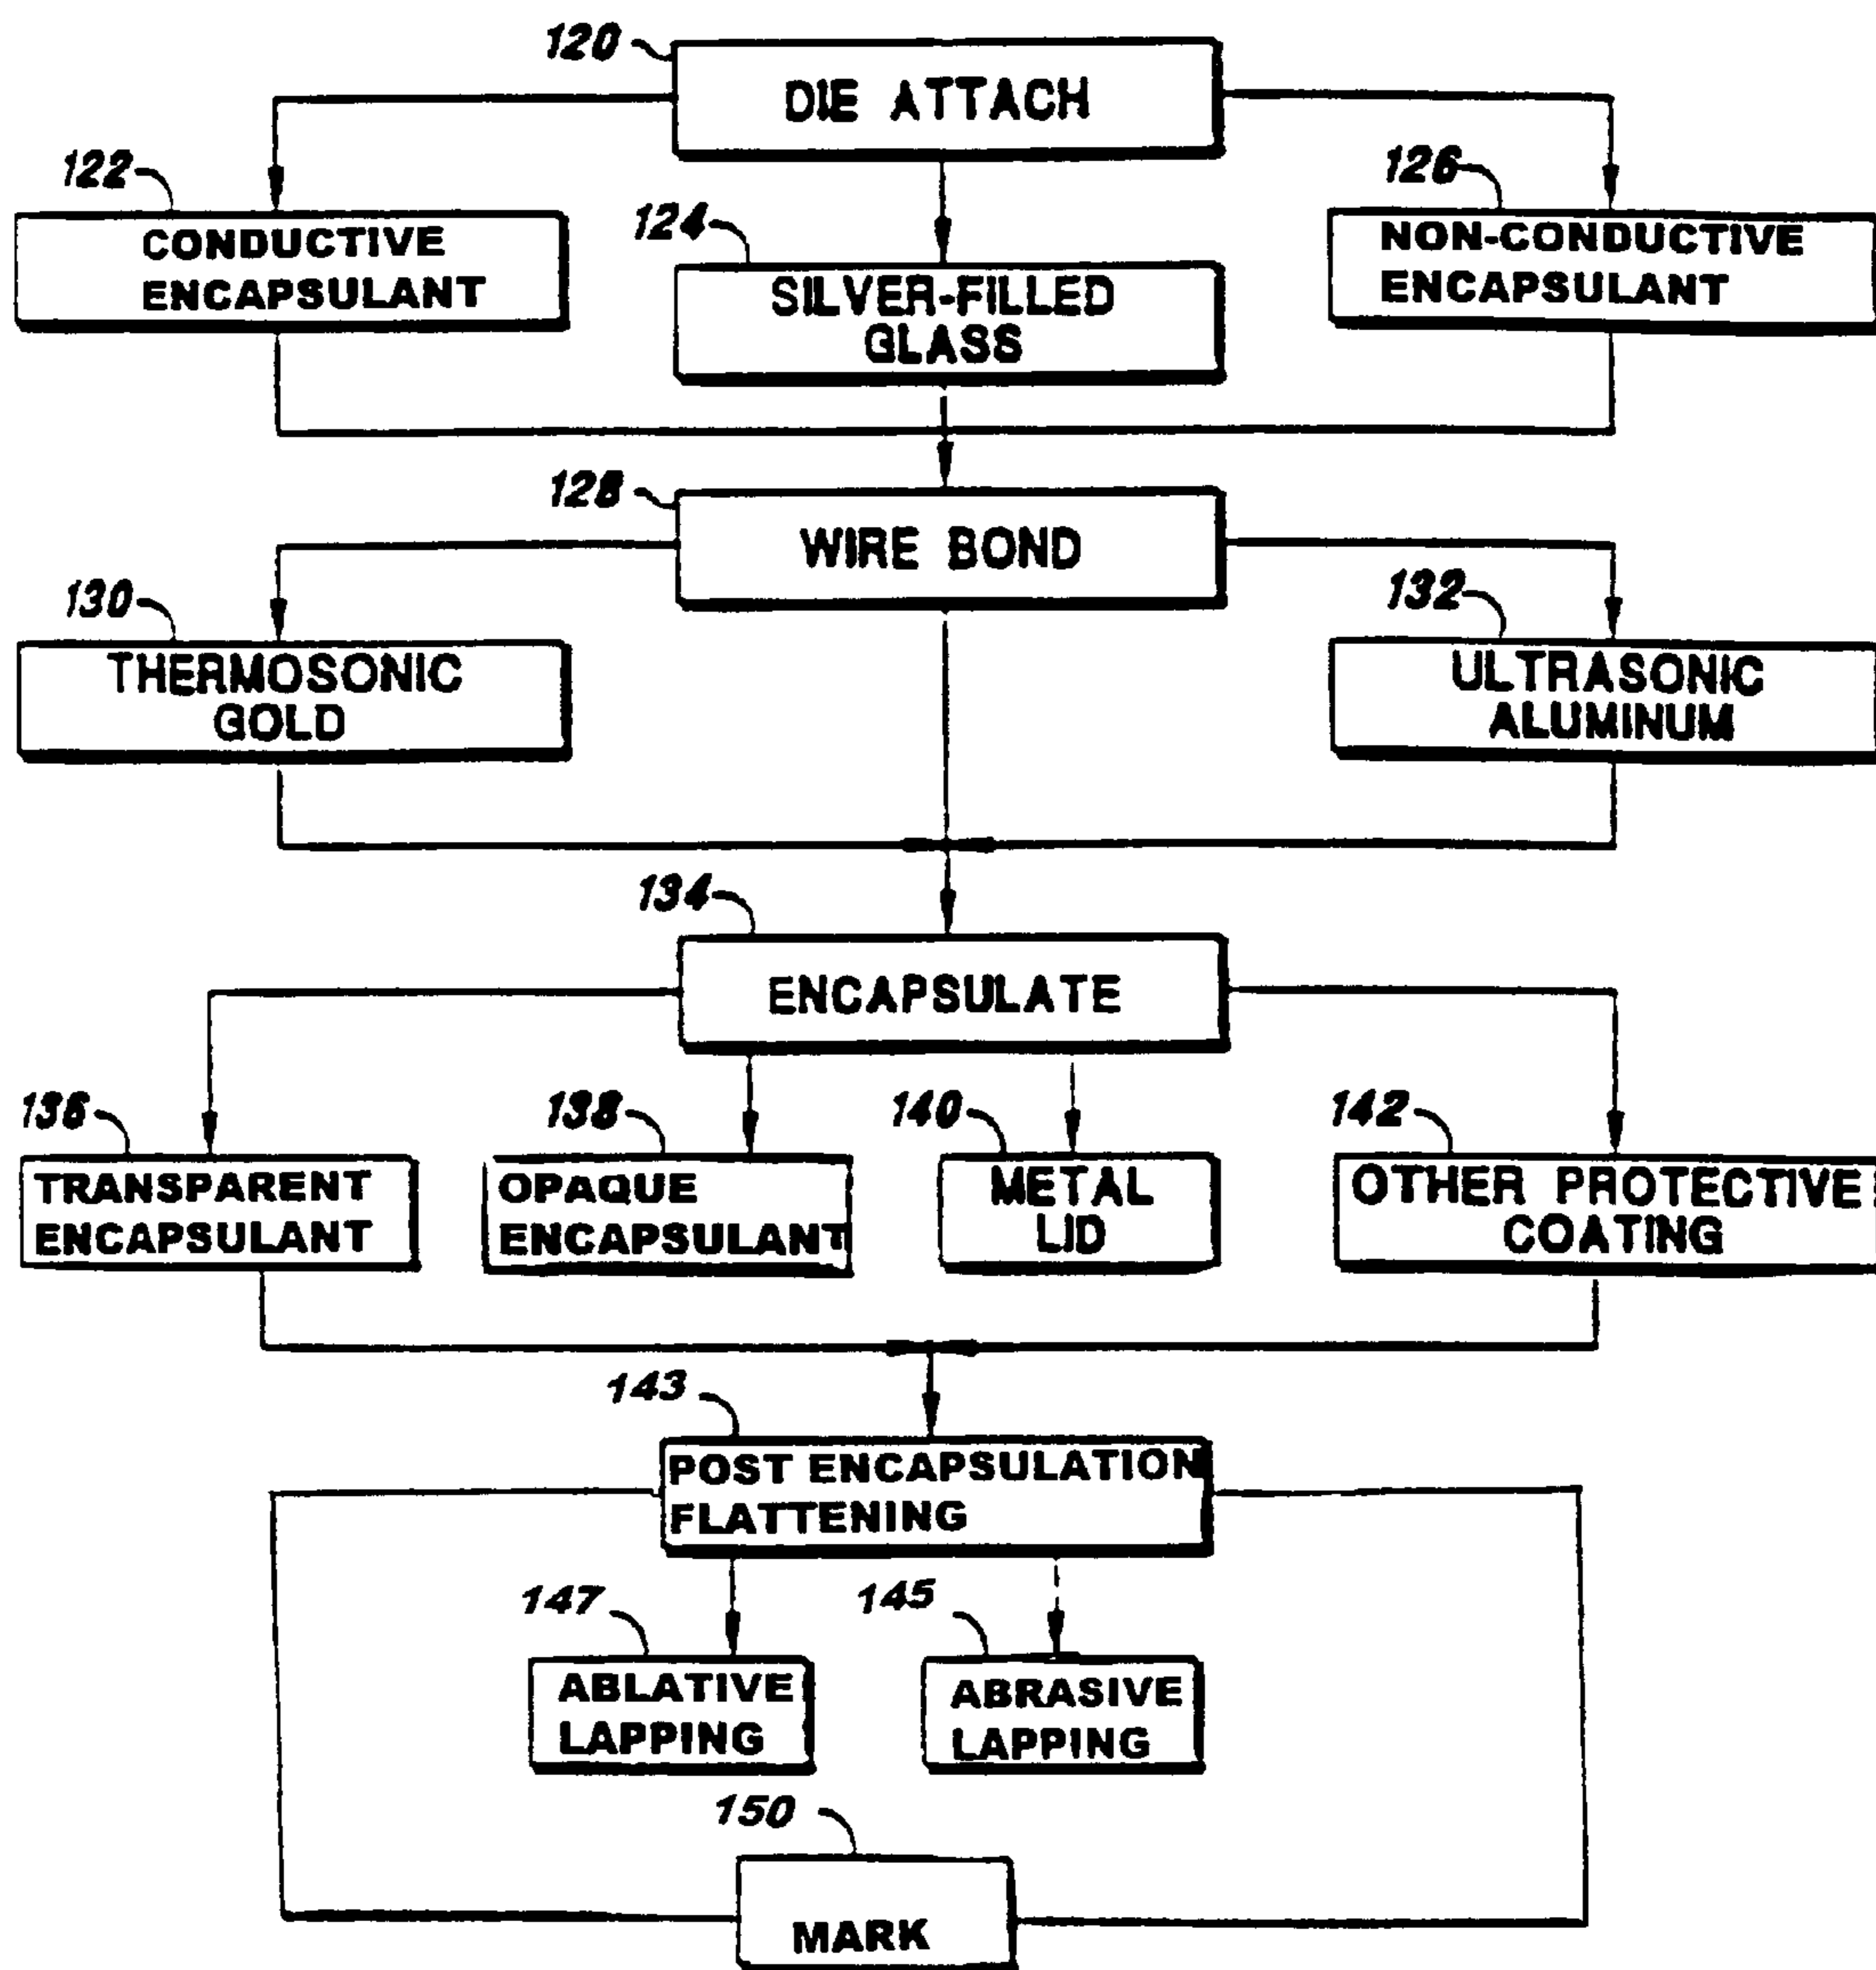 120
DIE ATTACH
122
CONDUCTIVE
ENCAPSULANT
124
SILVER-FILLED
GLASS
126
NON-CONDUCTIVE
ENCAPSULANT
128
WIRE BOND
130
THERMOSONIC
GOLD
132
ULTRASONIC
ALUMINUM
134
ENCAPSULATE
136
TRANSPARENT
ENCAPSULANT
138
OPAQUE
ENCAPSULANT
140
METAL
LID
142
OTHER PROTECTIVE
COATING
143
POST ENCAPSULATION
FLATTENING
147
ABLATIVE
LAPPING
145
ABRASIVE
LAPPING
150
MARK